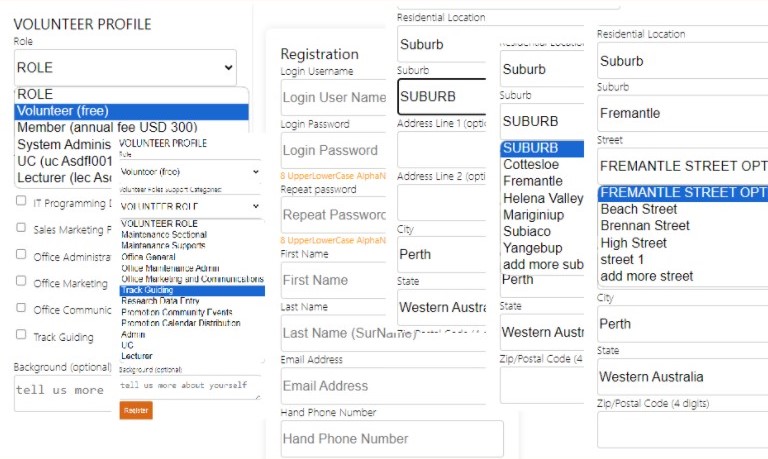 VOLUNTEER PROFILE
Role
ROLE
ROLE
Volunteer (free)
Member (annual fee USD 300)
System Adminis
UC (uc Asdfl001
Lecturer (lec Asc
IT Programming
Sales Marketing F
Office Administra
Office Marketing
Office Communic
Track Guiding
Background (optional)
tell us more
VOLUNTEER PROFILE
Role
Volunteer (free)
Volunteer Roles Support Categories:
VOLUNTEER ROLE
VOLUNTEER ROLE
Maintenance Sectional
Maintenance Supports
Office General
Office Maintenance Admin
Office Marketing and Communications
Track Guiding
Research Data Entry
Promotion Community Events
Promotion Calendar Distribution
Admin
UC
Lecturer
Background (optional)
tell us more about yourself
Register
Registration
Login Username
Login User Name
Login Password
Login Password
8 UpperLowerCase AlphaN
Repeat password
Repeat Password
8 UpperLowerCase AlphaN
First Name
First Name
Last Name
Last Name (SurName)
Email Address
Email Address
Hand Phone Number
Hand Phone Number
Residential Location
Suburb
Suburb
SUBURB
Address Line 1 (optio
Address Line 2 (opti
City
Perth
State
Western Austra
Zip/Postal Code (4
Residential Location
Suburb
Suburb
SUBURB
SUBURB
Cottesloe
Fremantle
Helena Valley
Mariginiup
Subiaco
Yangebup
add more sub
Perth
State
Western Austr
Zip/Postal Code (4
Residential Location
Suburb
Suburb
Fremantle
Street
FREMANTLE STREET OPT
FREMANTLE STREET OPT
Beach Street
Brennan Street
High Street
street 1
add more street
City
Perth
State
Western Australia
Zip/Postal Code (4 digits)